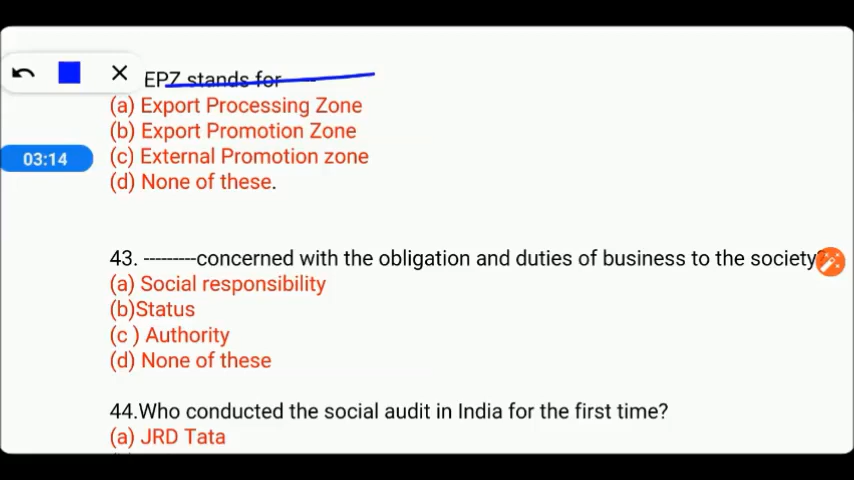 EPZ stands for-----
(a) Export Processing Zone
(b) Export Promotion Zone
03:14
(c) External Promotion zone
(d) None of these.
43. ---------concerned with the obligation and duties of business to the society?
(a) Social responsibility
(b)Status
(c ) Authority
(d) None of these
44.Who conducted the social audit in India for the first time?
(a) JRD Tata